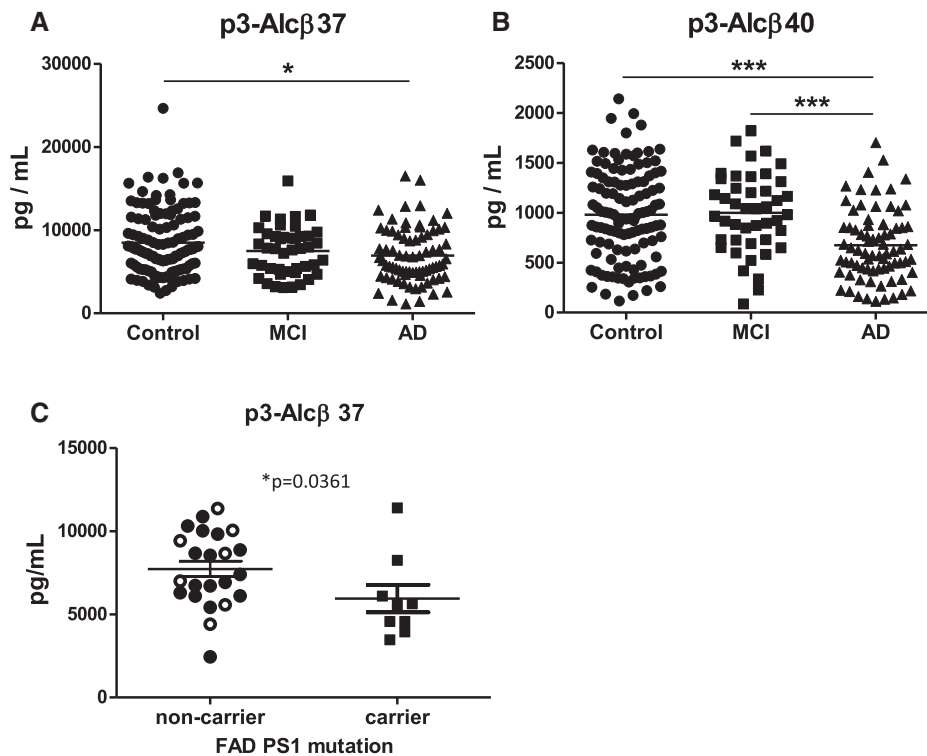 A
p3-Alcβ37
30000
20000
10000
0
pg / mL
*
Control
MCI
AD
B
p3-Alcβ40
2500
2000
1500
1000
500
0
pg / mL
***
***
Control
MCI
AD
C
p3-Alcβ 37
15000
10000
5000
0
pg/mL
*p=0.0361
non-carrier
carrier
FAD PS1 mutation